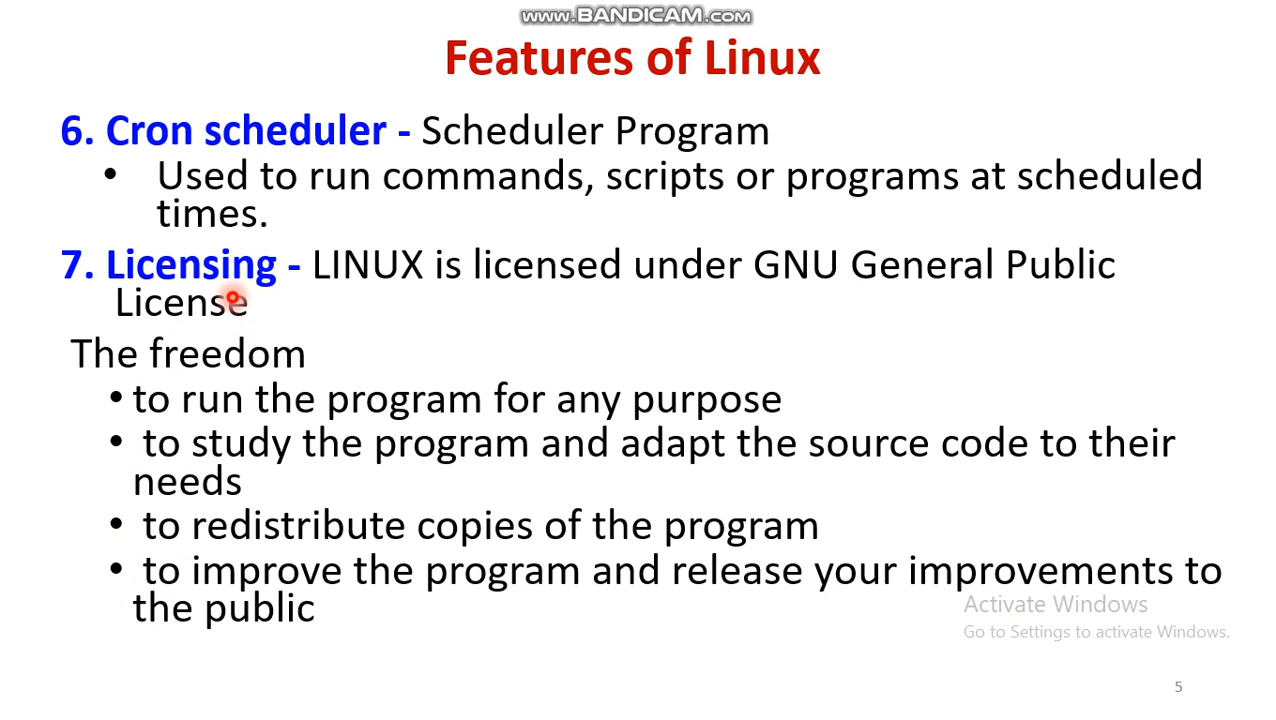 www.BANDICAM.com
Features of Linux
6. Cron scheduler - Scheduler Program
• Used to run commands, scripts or programs at scheduled
times.
7. Licensing - LINUX is licensed under GNU General Public
License
The freedom
• to run the program for any purpose
• to study the program and adapt the source code to their
needs
• to redistribute copies of the program
• to improve the program and release your improvements to
the public
Activate Windows
Go to Settings to activate Windows.
5